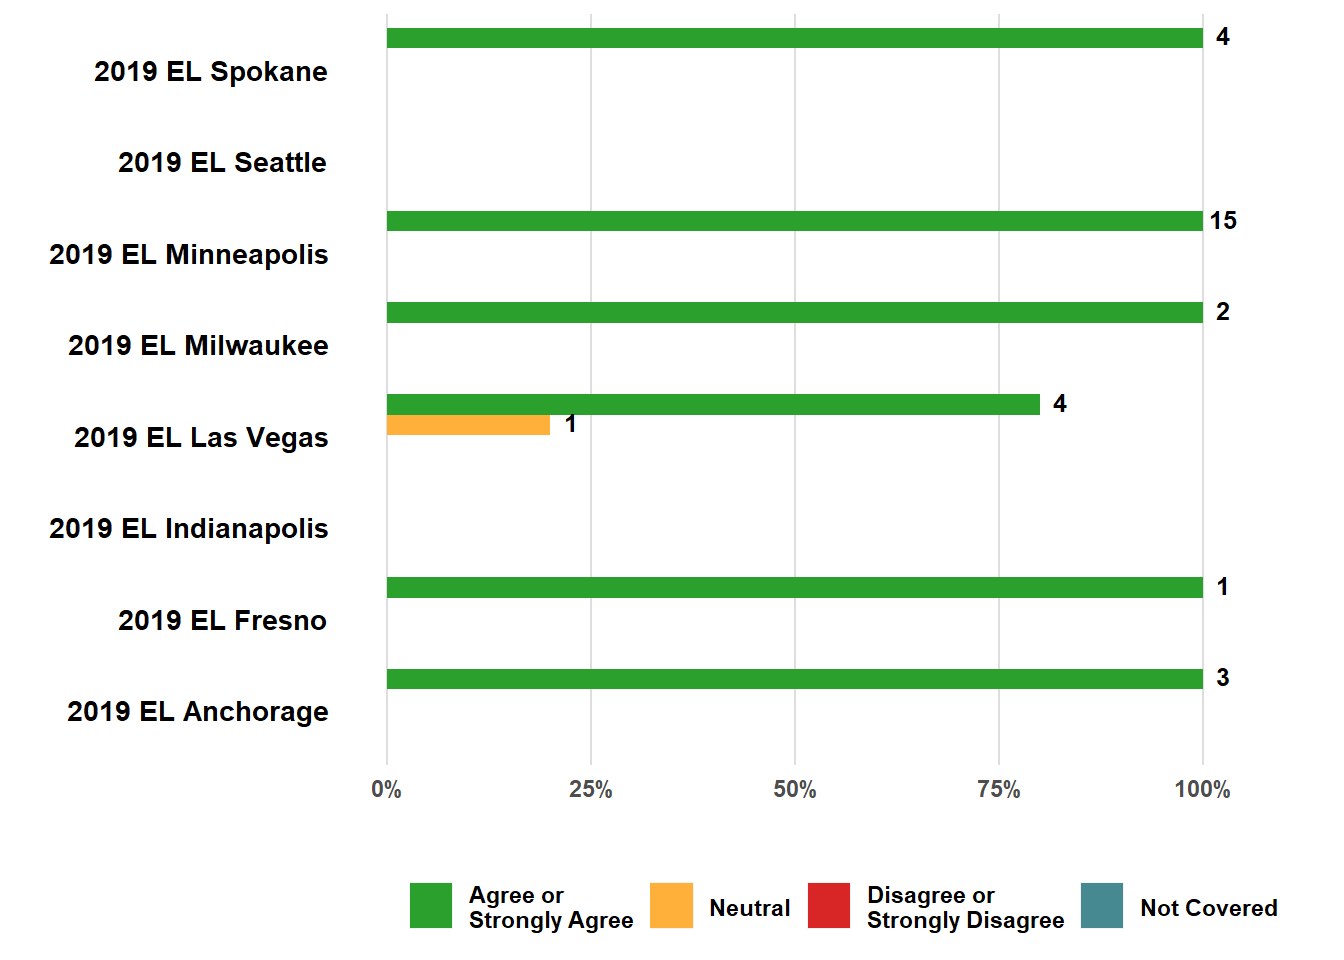 4
2019 EL Spokane
2019 EL Seattle
15
2019 EL Minneapolis
2
2019 EL Milwaukee
4
1
2019 EL Las Vegas
2019 EL Indianapolis
1
2019 EL Fresno
3
2019 EL Anchorage
0% 25% 50% 75% 100%
Agree or
Strongly Agree
Neutral
Disagree or
Strongly Disagree
Not Covered